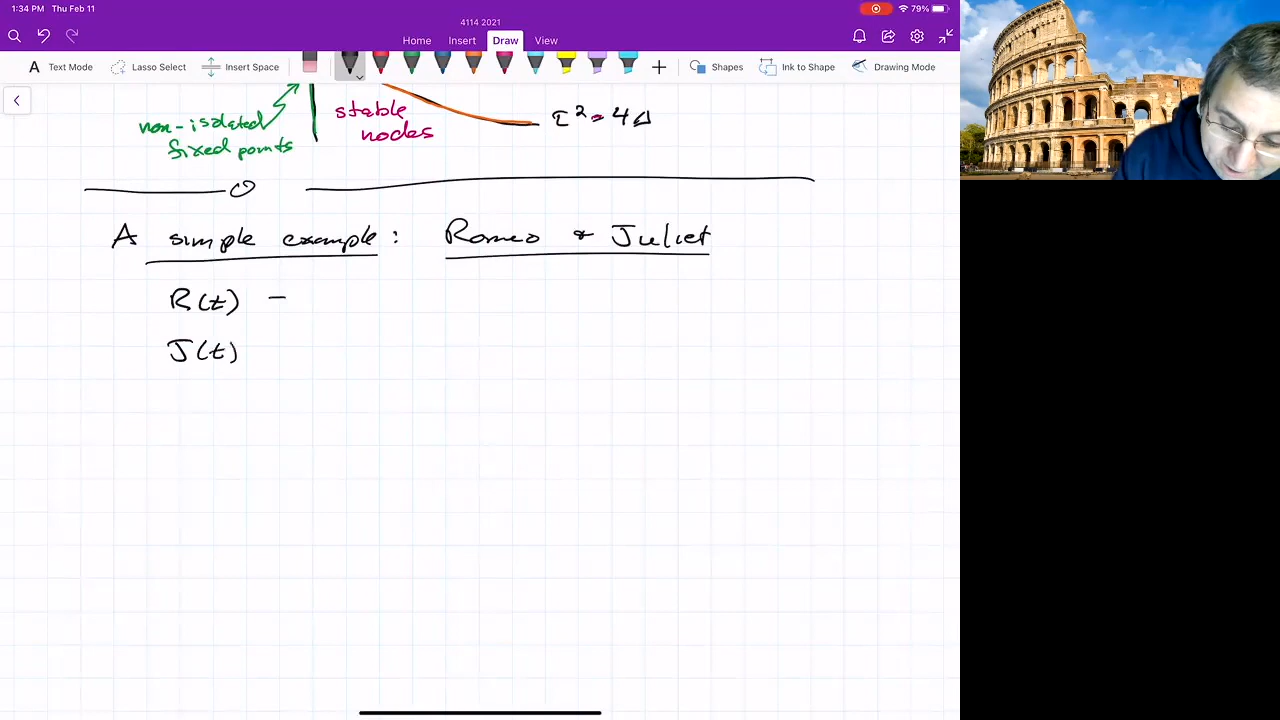 1:34 PM Thu Feb 11
79%
4114 2021
Home Insert Draw View
A Text Mode Lasso Select Insert Space Shapes Ink to Shape Drawing Mode
non-isolated
fixed points
stable
nodes
τ² = 4Δ
A simple example: Romeo & Juliet
R(t) -
J(t)